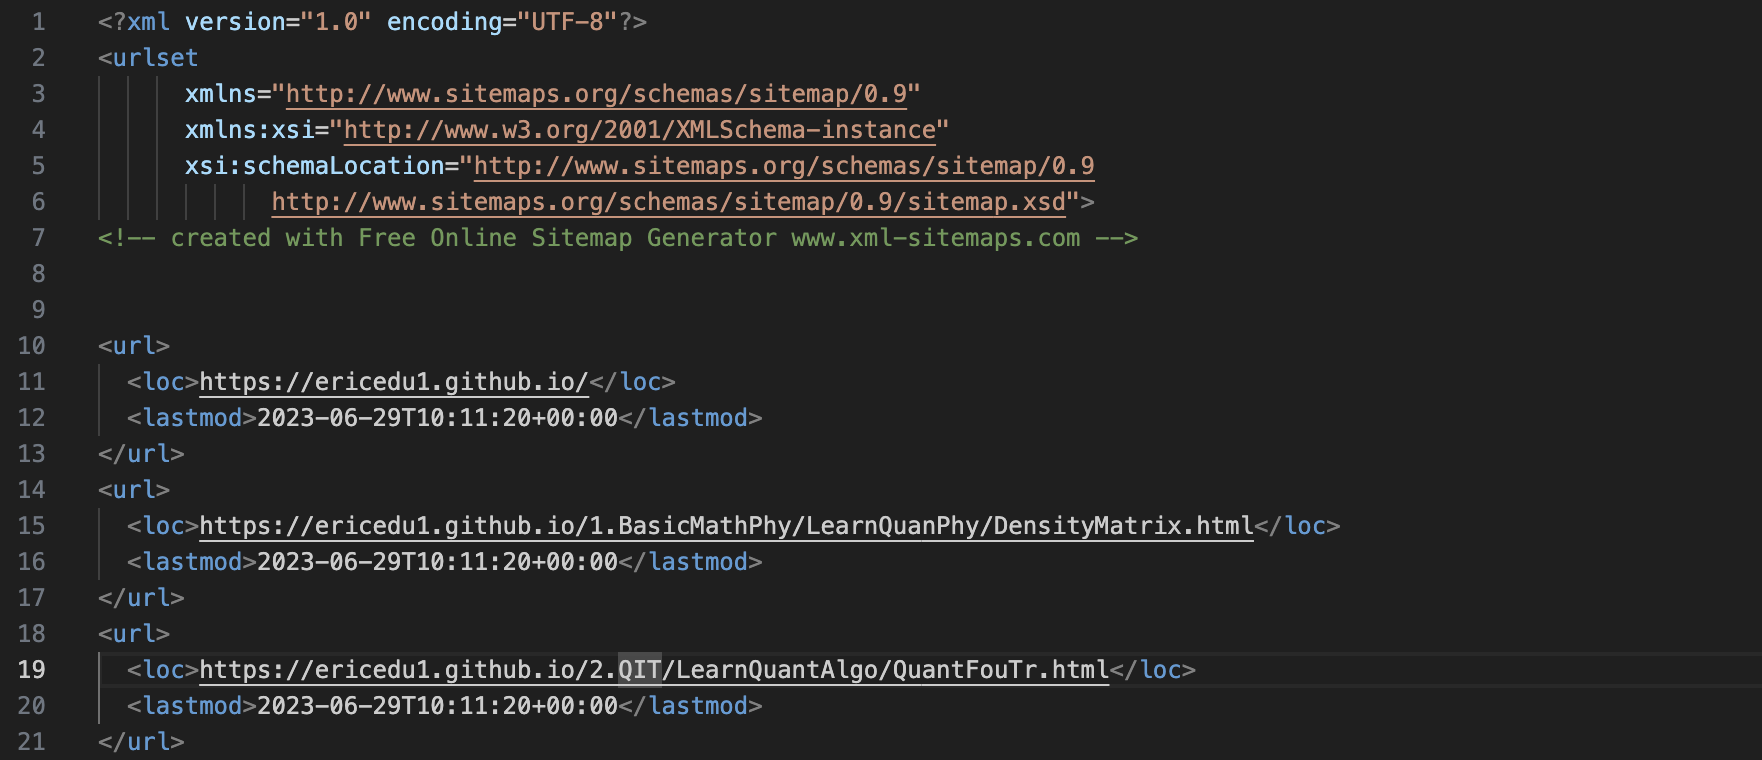 1 <?xml version="1.0" encoding="UTF-8"?>
2 <urlset
3 xmlns="http://www.sitemaps.org/schemas/sitemap/0.9"
4 xmlns:xsi="http://www.w3.org/2001/XMLSchema-instance"
5 xsi:schemaLocation="http://www.sitemaps.org/schemas/sitemap/0.9
6 http://www.sitemaps.org/schemas/sitemap/0.9/sitemap.xsd">
7 <!-- created with Free Online Sitemap Generator www.xml-sitemaps.com -->
8
9
10 <url>
11 <loc>https://ericedu1.github.io/</loc>
12 <lastmod>2023-06-29T10:11:20+00:00</lastmod>
13 </url>
14 <url>
15 <loc>https://ericedu1.github.io/1.BasicMathPhy/LearnQuanPhy/DensityMatrix.html</loc>
16 <lastmod>2023-06-29T10:11:20+00:00</lastmod>
17 </url>
18 <url>
19 <loc>https://ericedu1.github.io/2.QIT/LearnQuantAlgo/QuantFouTr.html</loc>
20 <lastmod>2023-06-29T10:11:20+00:00</lastmod>
21 </url>